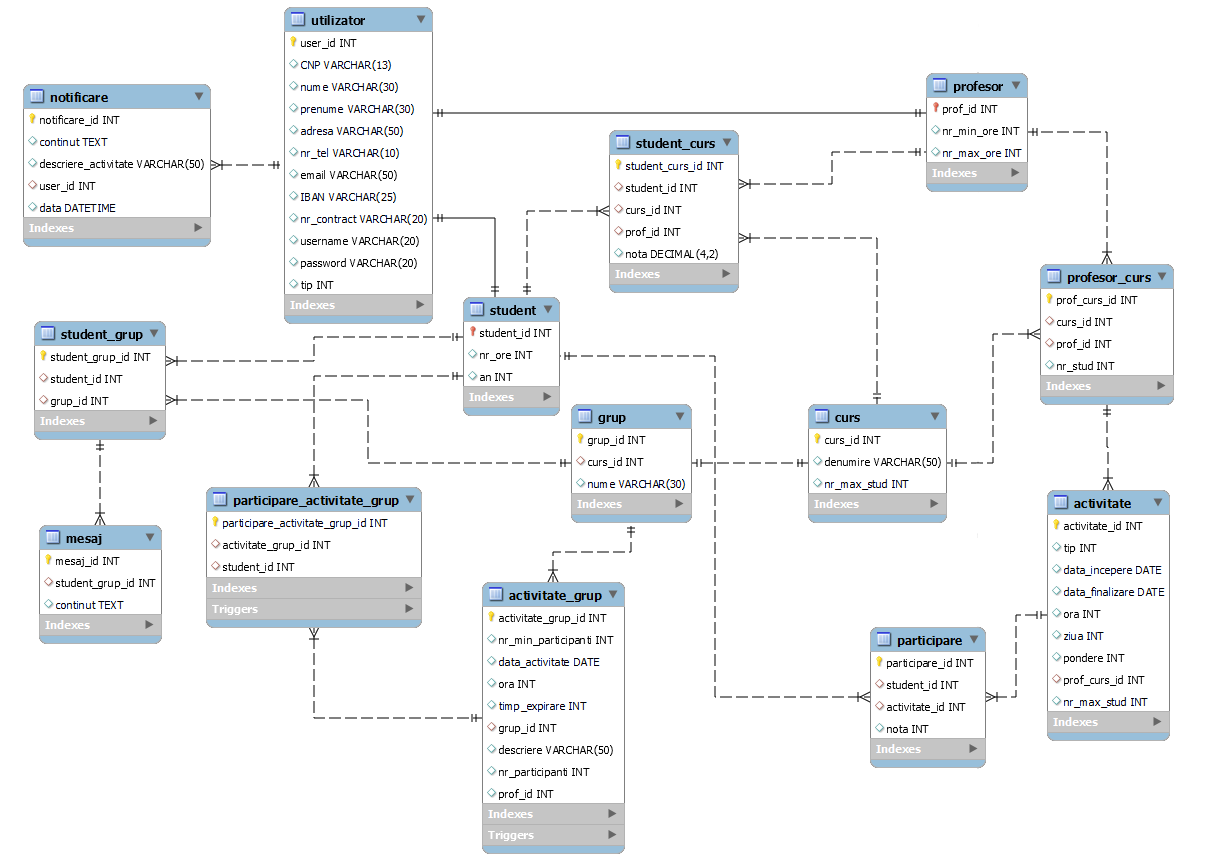 utilizator
user_id INT
CNP VARCHAR(13)
nume VARCHAR(30)
prenume VARCHAR(30)
adresa VARCHAR(50)
nr_tel VARCHAR(10)
email VARCHAR(50)
IBAN VARCHAR(25)
nr_contract VARCHAR(20)
username VARCHAR(20)
password VARCHAR(20)
tip INT
Indexes
notificare
notificare_id INT
continut TEXT
descriere_activitate VARCHAR(50)
user_id INT
data DATETIME
Indexes
profesor
prof_id INT
nr_min_ore INT
nr_max_ore INT
Indexes
student_curs
student_curs_id INT
student_id INT
curs_id INT
prof_id INT
nota DECIMAL(4,2)
Indexes
profesor_curs
prof_curs_id INT
curs_id INT
prof_id INT
nr_stud INT
Indexes
student
student_id INT
nr_ore INT
an INT
Indexes
student_grup
student_grup_id INT
student_id INT
grup_id INT
Indexes
grup
grup_id INT
curs_id INT
nume VARCHAR(30)
Indexes
curs
curs_id INT
denumire VARCHAR(50)
nr_max_stud INT
Indexes
participare_activitate_grup
participare_activitate_grup_id INT
activitate_grup_id INT
student_id INT
Indexes
Triggers
activitate
activitate_id INT
tip INT
data_incepere DATE
data_finalizare DATE
ora INT
ziua INT
pondere INT
prof_curs_id INT
nr_max_stud INT
Indexes
mesaj
mesaj_id INT
student_grup_id INT
continut TEXT
Indexes
activitate_grup
activitate_grup_id INT
nr_min_participanti INT
data_activitate DATE
ora INT
timp_expirare INT
grup_id INT
descriere VARCHAR(50)
nr_participanti INT
prof_id INT
Indexes
Triggers
participare
participare_id INT
student_id INT
activitate_id INT
nota INT
Indexes